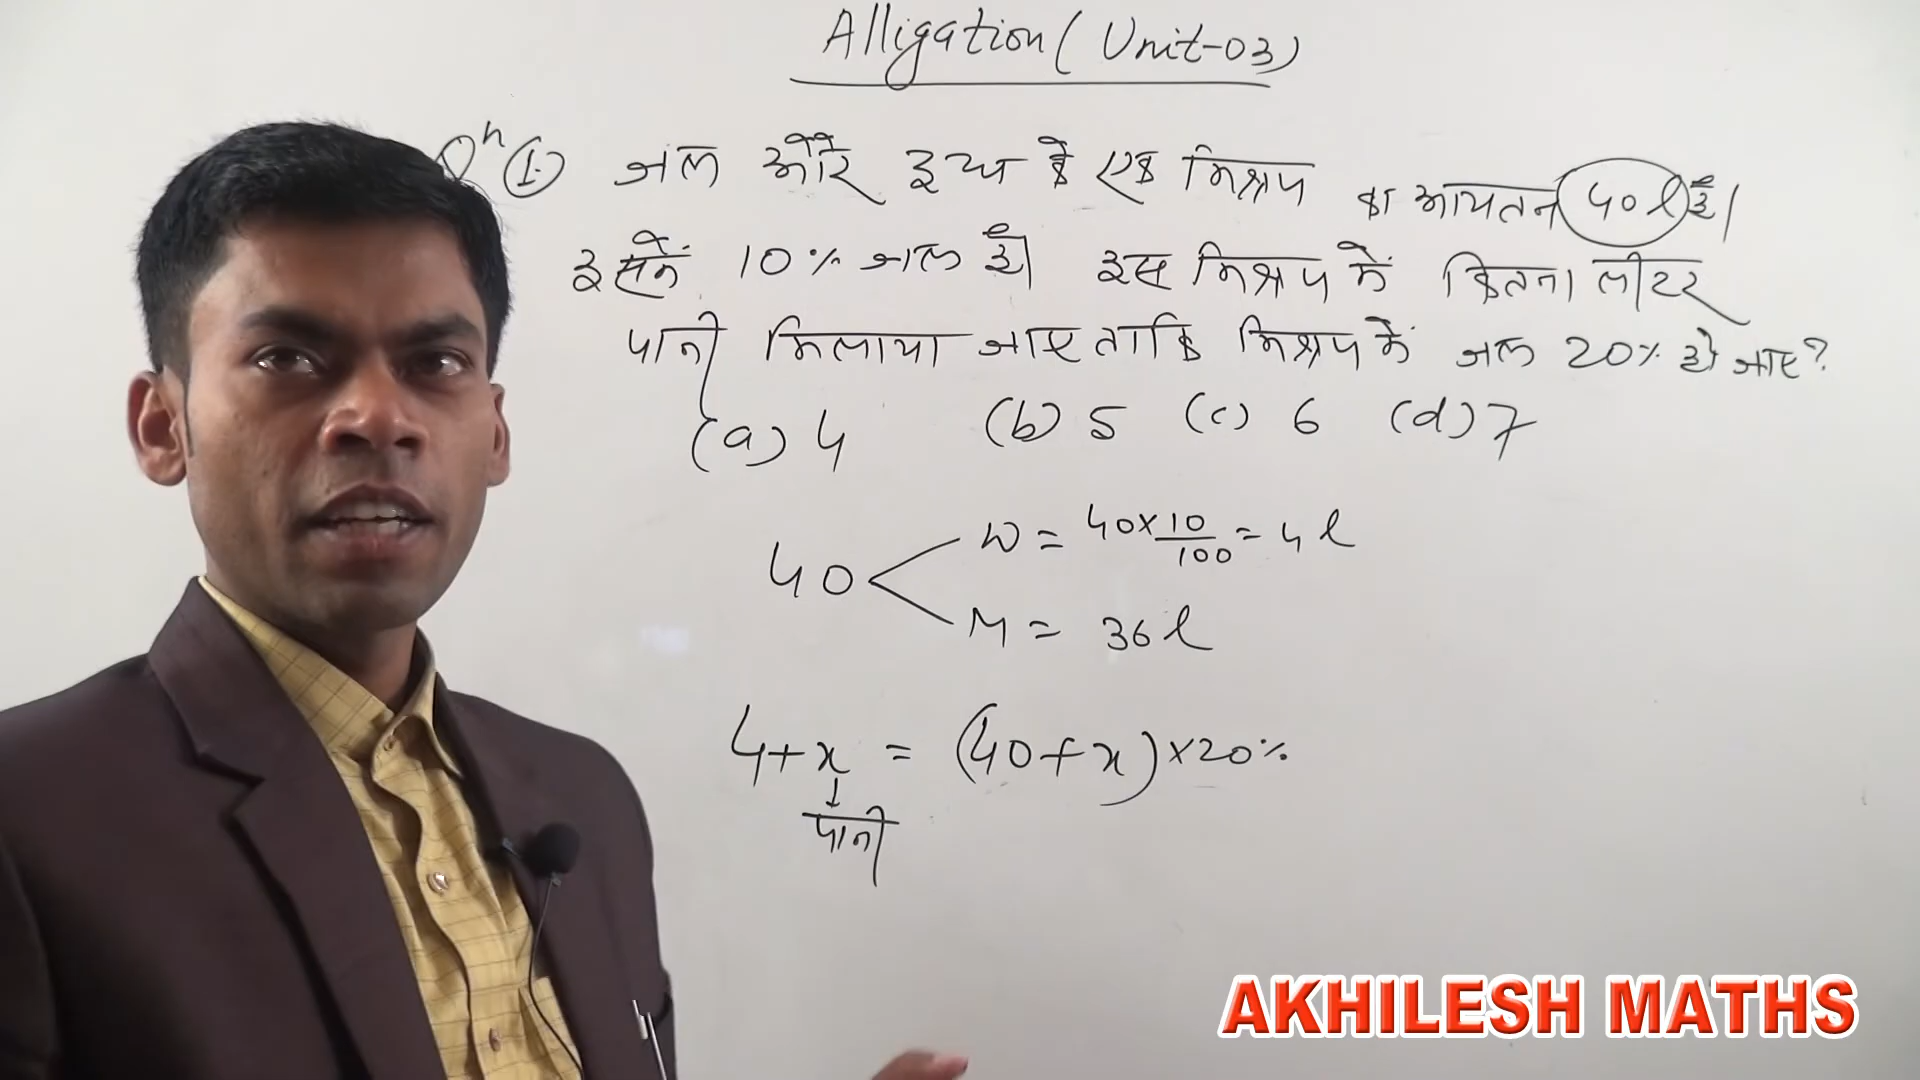 Alligation (Unit-03)
Qⁿ ① जल और दूध के एक मिश्रण का आयतन 40 l है।
इसमें 10% जल है। इस मिश्रण में कितना लीटर
पानी मिलाया जाए ताकि मिश्रण में जल 20% हो जाए?
(a) 4 (b) 5 (c) 6 (d) 7
40 < W = 40×10/100 = 4 l
M = 36 l
4+x = (40+x)×20%
↓
पानी
AKHILESH MATHS